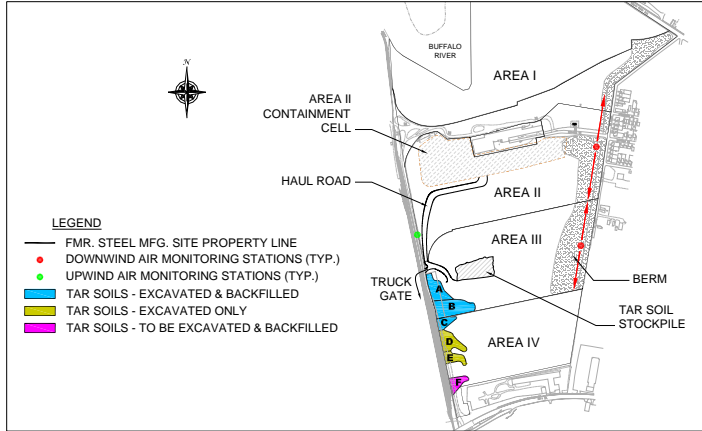 N
BUFFALO
RIVER
AREA I
AREA II
CONTAINMENT
CELL
HAUL ROAD
AREA II
AREA III
LEGEND
FMR. STEEL MFG. SITE PROPERTY LINE
DOWNWIND AIR MONITORING STATIONS (TYP.)
UPWIND AIR MONITORING STATIONS (TYP.)
TAR SOILS - EXCAVATED & BACKFILLED
TAR SOILS - EXCAVATED ONLY
TAR SOILS - TO BE EXCAVATED & BACKFILLED
TRUCK
GATE
BERM
TAR SOIL
STOCKPILE
A
B
C
D
E
F
AREA IV